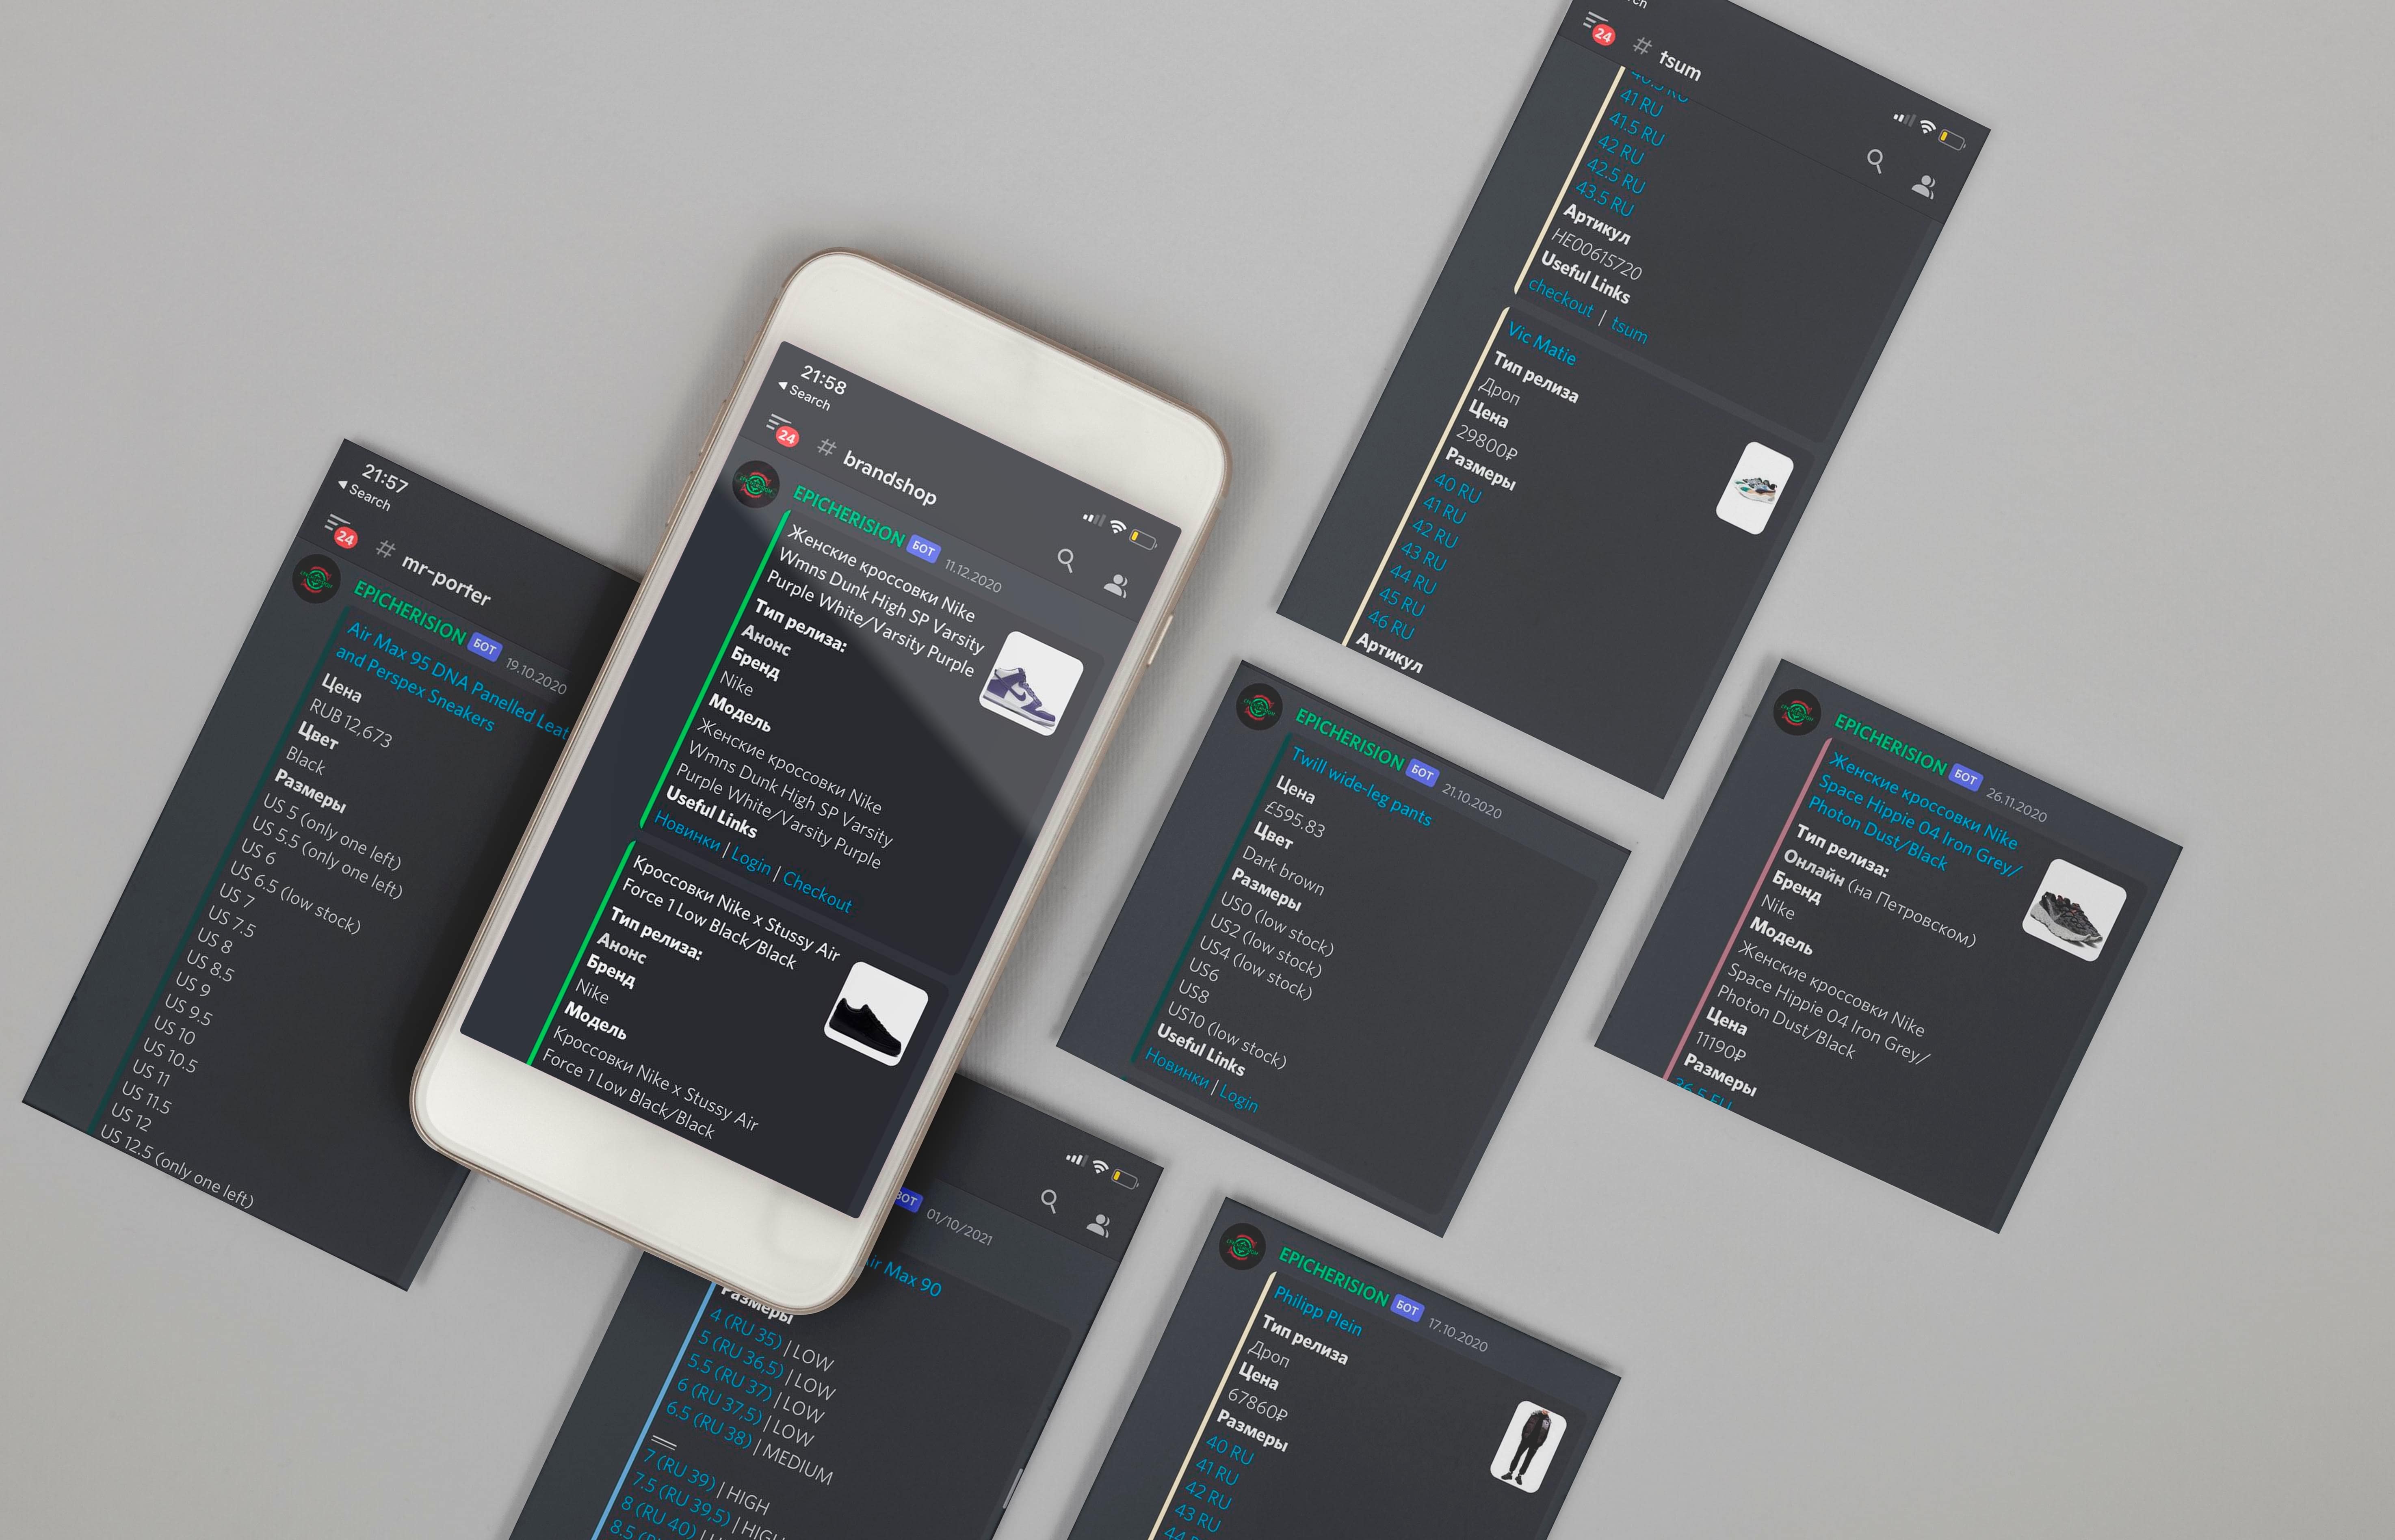 21:57
Search
24
# mr-porter
EPICHERISION БОТ 19.10.2020
Air Max 95 DNA Panelled Leat
and Perspex Sneakers
Цена
RUB 12,673
Цвет
Black
Размеры
US 5 (only one left)
US 5.5 (only one left)
US 6
US 6.5 (low stock)
US 7
US 7.5
US 8
US 8.5
US 9
US 9.5
US 10
US 10.5
US 11
US 11.5
US 12
US 12.5 (only one left)
21:58
Search
24
# brandshop
EPICHERISION БОТ 11.12.2020
Женские кроссовки Nike
Wmns Dunk High SP Varsity
Purple White/Varsity Purple
Тип релиза:
Анонс
Бренд
Nike
Модель
Женские кроссовки Nike
Wmns Dunk High SP Varsity
Purple White/Varsity Purple
Useful Links
Новинки | Login | Checkout
Кроссовки Nike x Stussy Air
Force 1 Low Black/Black
Тип релиза:
Анонс
Бренд
Nike
Модель
Кроссовки Nike x Stussy Air
Force 1 Low Black/Black
24
# tsum
40.5 RU
41 RU
41.5 RU
42 RU
42.5 RU
43.5 RU
Артикул
HE00615720
Useful Links
checkout | tsum
Vic Matie
Тип релиза
Дроп
Цена
29800₽
Размеры
40 RU
41 RU
42 RU
43 RU
44 RU
45 RU
46 RU
Артикул
EPICHERISION БОТ 21.10.2020
Twill wide-leg pants
Цена
£595.83
Цвет
Dark brown
Размеры
US0 (low stock)
US2 (low stock)
US4 (low stock)
US6
US8
US10 (low stock)
Useful Links
Новинки | Login
EPICHERISION БОТ 26.11.2020
Женские кроссовки Nike
Space Hippie 04 Iron Grey/
Photon Dust/Black
Тип релиза:
Онлайн (на Петровском)
Бренд
Nike
Модель
Женские кроссовки Nike
Space Hippie 04 Iron Grey/
Photon Dust/Black
Цена
11190₽
Размеры
36.5 EU
БОТ 01/10/2021
Air Max 90
Размеры
4 (RU 35) | LOW
5 (RU 36,5) | LOW
5.5 (RU 37) | LOW
6 (RU 37,5) | LOW
6.5 (RU 38) | MEDIUM
7 (RU 39) | HIGH
7.5 (RU 39,5) | HIGH
8 (RU 40) |
8.5
EPICHERISION БОТ 17.10.2020
Philipp Plein
Тип релиза
Дроп
Цена
67860₽
Размеры
40 RU
41 RU
42 RU
43 RU
44